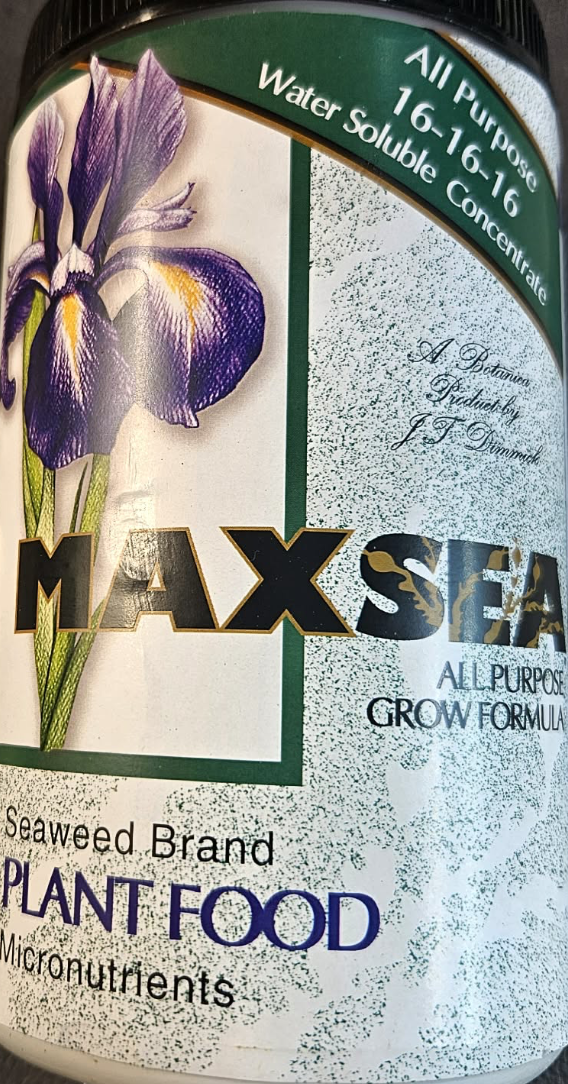 All Purpose
16-16-16
Water Soluble Concentrate
A Botanica
Product by
J T Dimmick
MAXSEA
ALL PURPOSE
GROW FORMULA
Seaweed Brand
PLANT FOOD
Micronutrients